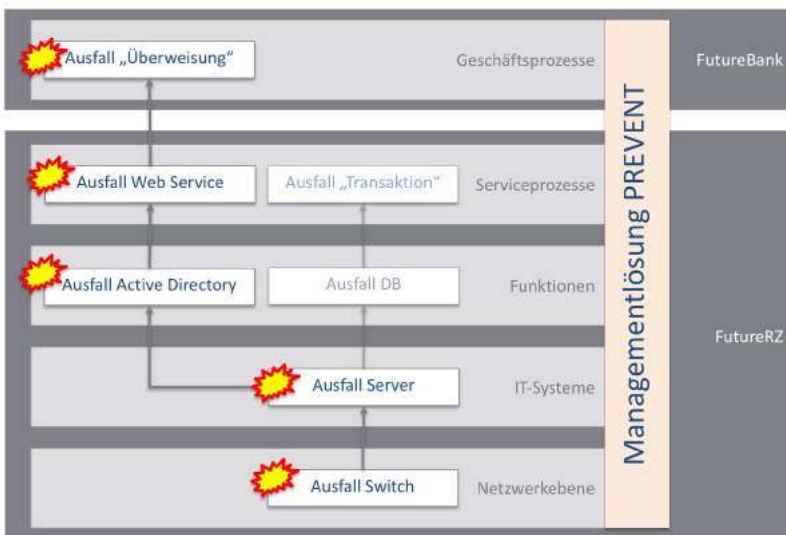 Ausfall „Überweisung“
Geschäftsprozesse
FutureBank
Ausfall Web Service
Ausfall „Transaktion“
Serviceprozesse
Ausfall Active Directory
Ausfall DB
Funktionen
FutureRZ
Ausfall Server
IT-Systeme
Ausfall Switch
Netzwerkebene
Managementlösung PREVENT